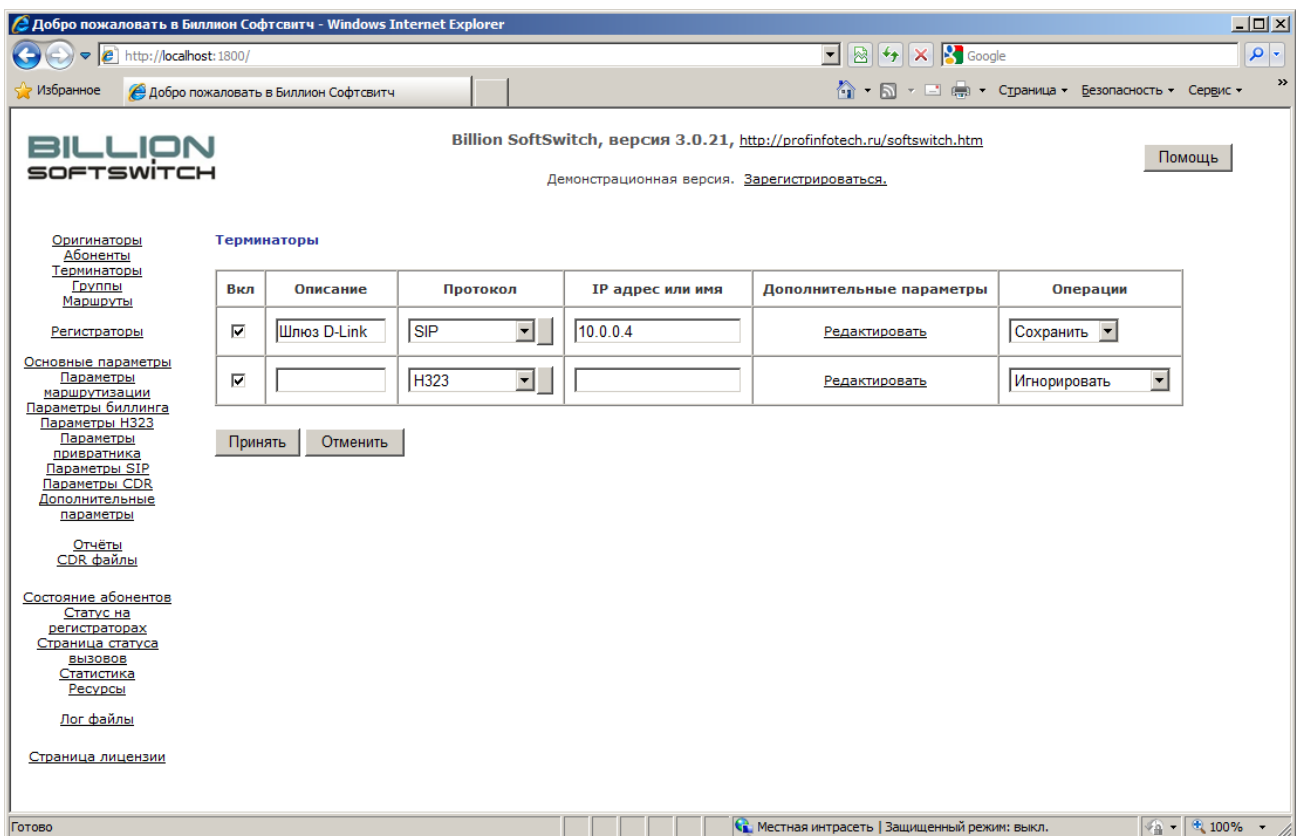 Добро пожаловать в Биллион Софтсвитч - Windows Internet Explorer
http://localhost:1800/
Google
Избранное
Добро пожаловать в Биллион Софтсвитч
Страница
Безопасность
Сервис
»
BILLION
SOFTSWITCH
Billion SoftSwitch, версия 3.0.21, http://profinfotech.ru/softswitch.htm
Демонстрационная версия. Зарегистрироваться.
Помощь
Оригинаторы
Абоненты
Терминаторы
Группы
Маршруты
Регистраторы
Основные параметры
Параметры
маршрутизации
Параметры биллинга
Параметры H323
Параметры
привратника
Параметры SIP
Параметры CDR
Дополнительные
параметры
Отчёты
CDR файлы
Состояние абонентов
Статус на
регистраторах
Страница статуса
вызовов
Статистика
Ресурсы
Лог файлы
Страница лицензии
Терминаторы
Вкл Описание Протокол IP адрес или имя Дополнительные параметры Операции
Шлюз D-Link SIP 10.0.0.4 Редактировать Сохранить
H323 Редактировать Игнорировать
Принять Отменить
Готово
Местная интрасеть | Защищенный режим: выкл.
100%